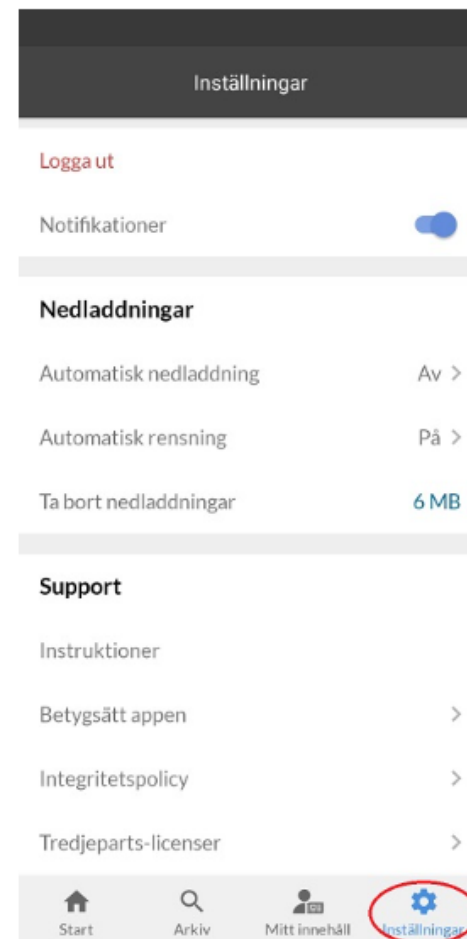 Inställningar
Logga ut
Notifikationer
Nedladdningar
Automatisk nedladdning Av
Automatisk rensning På
Ta bort nedladdningar 6 MB
Support
Instruktioner
Betygsätt appen
Integritetspolicy
Tredjeparts-licenser
Start Arkiv Mitt innehåll Inställningar